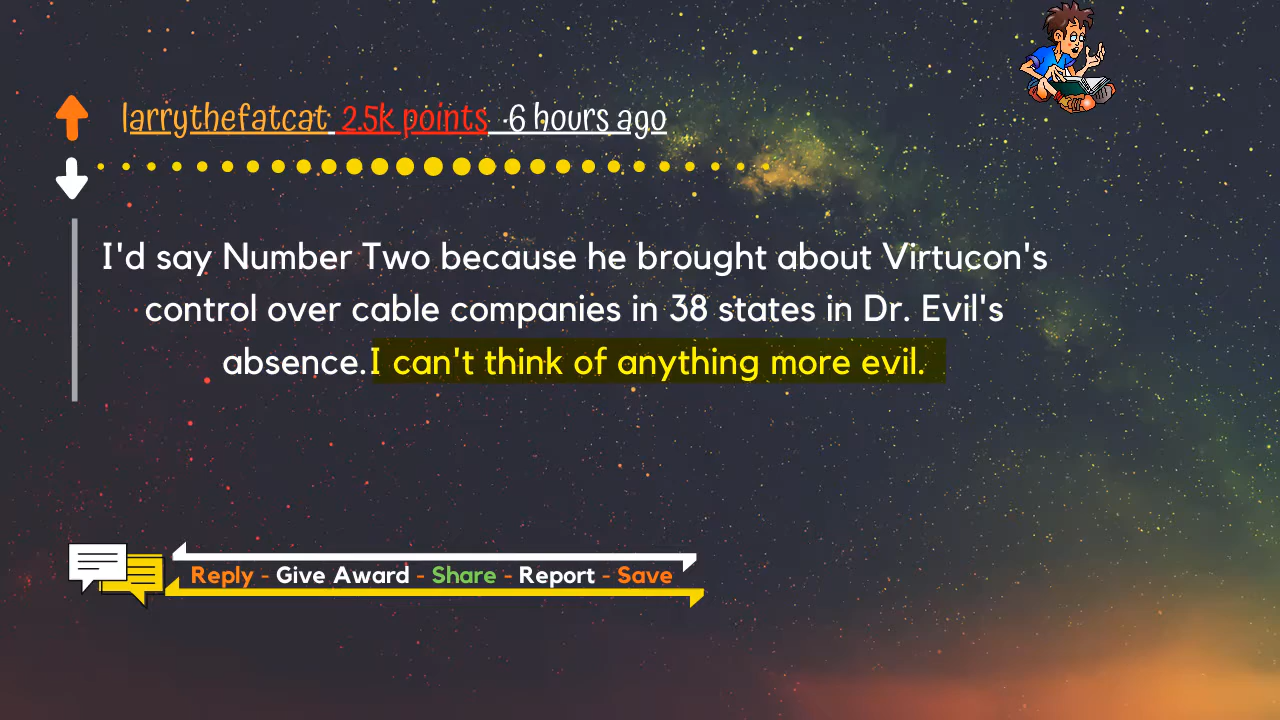 larrythefatcat 2.5k points ·6 hours ago
I'd say Number Two because he brought about Virtucon's
control over cable companies in 38 states in Dr. Evil's
absence. I can't think of anything more evil.
Reply - Give Award - Share - Report - Save